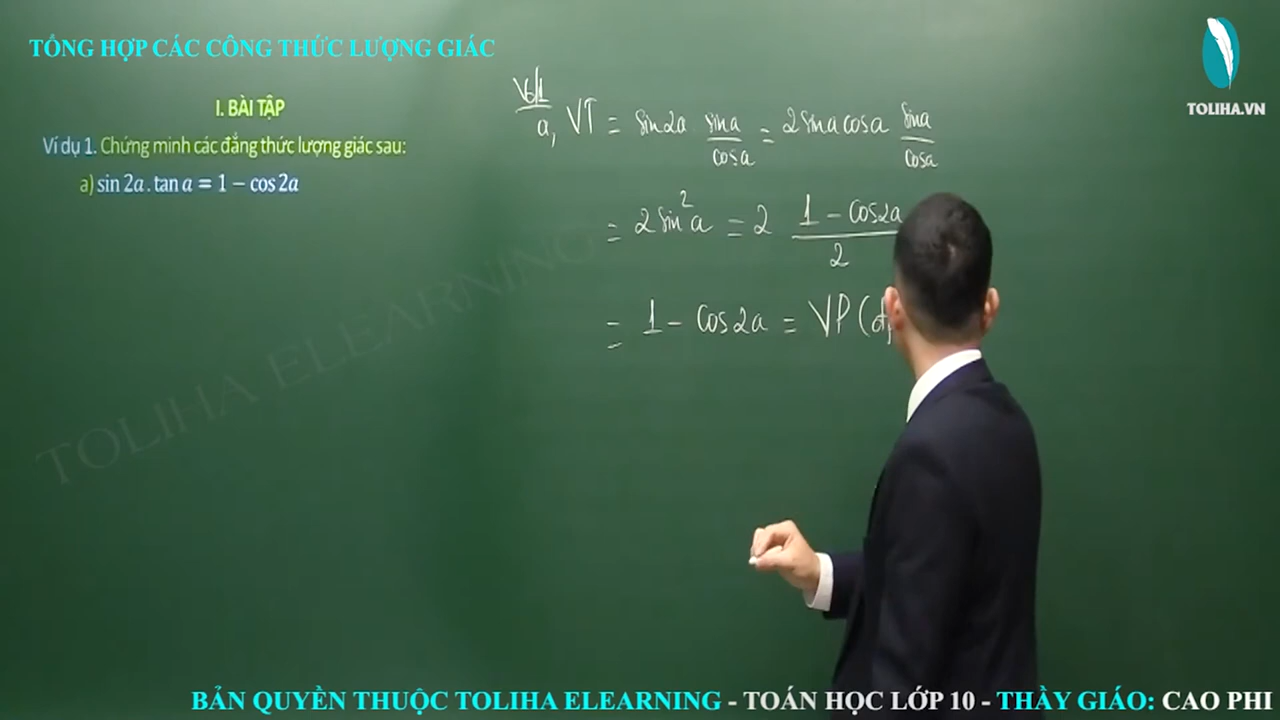 TỔNG HỢP CÁC CÔNG THỨC LƯỢNG GIÁC
TOLIHA.VN
I. BÀI TẬP
Ví dụ 1. Chứng minh các đẳng thức lượng giác sau:
a) sin 2a . tan a = 1 − cos 2a
Vd1
a, VT = sin2a sina/cosa = 2sina cosa sina/cosa
= 2 sin²a = 2 1 - cos2a/2
= 1 - cos2a = VP (đ
TOLIHA ELEARNING
BẢN QUYỀN THUỘC TOLIHA ELEARNING - TOÁN HỌC LỚP 10 - THẦY GIÁO: CAO PHI